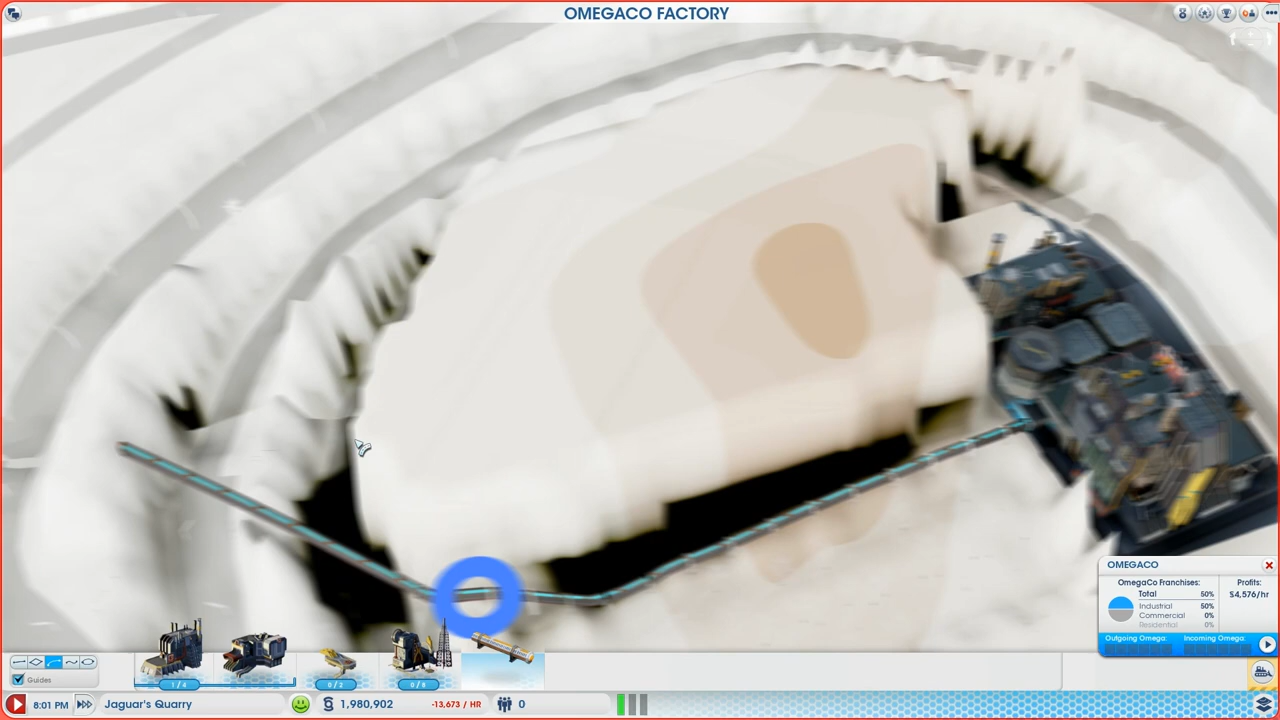 OMEGACO FACTORY
OMEGACO
OmegaCo Franchises:
Profits:
Total 50%
$4,576/hr
Industrial 50%
Commercial 0%
Residential 0%
Outgoing Omega:
Incoming Omega:
Guides
1 / 4
0 / 2
0 / 8
8:01 PM
Jaguar's Quarry
1,980,902
-13,673 / HR
0